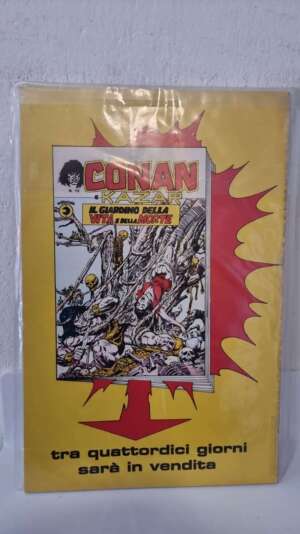 CONAN
e KAZAR
IL GIARDINO DELLA
VITA E DELLA MORTE
tra quattordici giorni
sarà in vendita